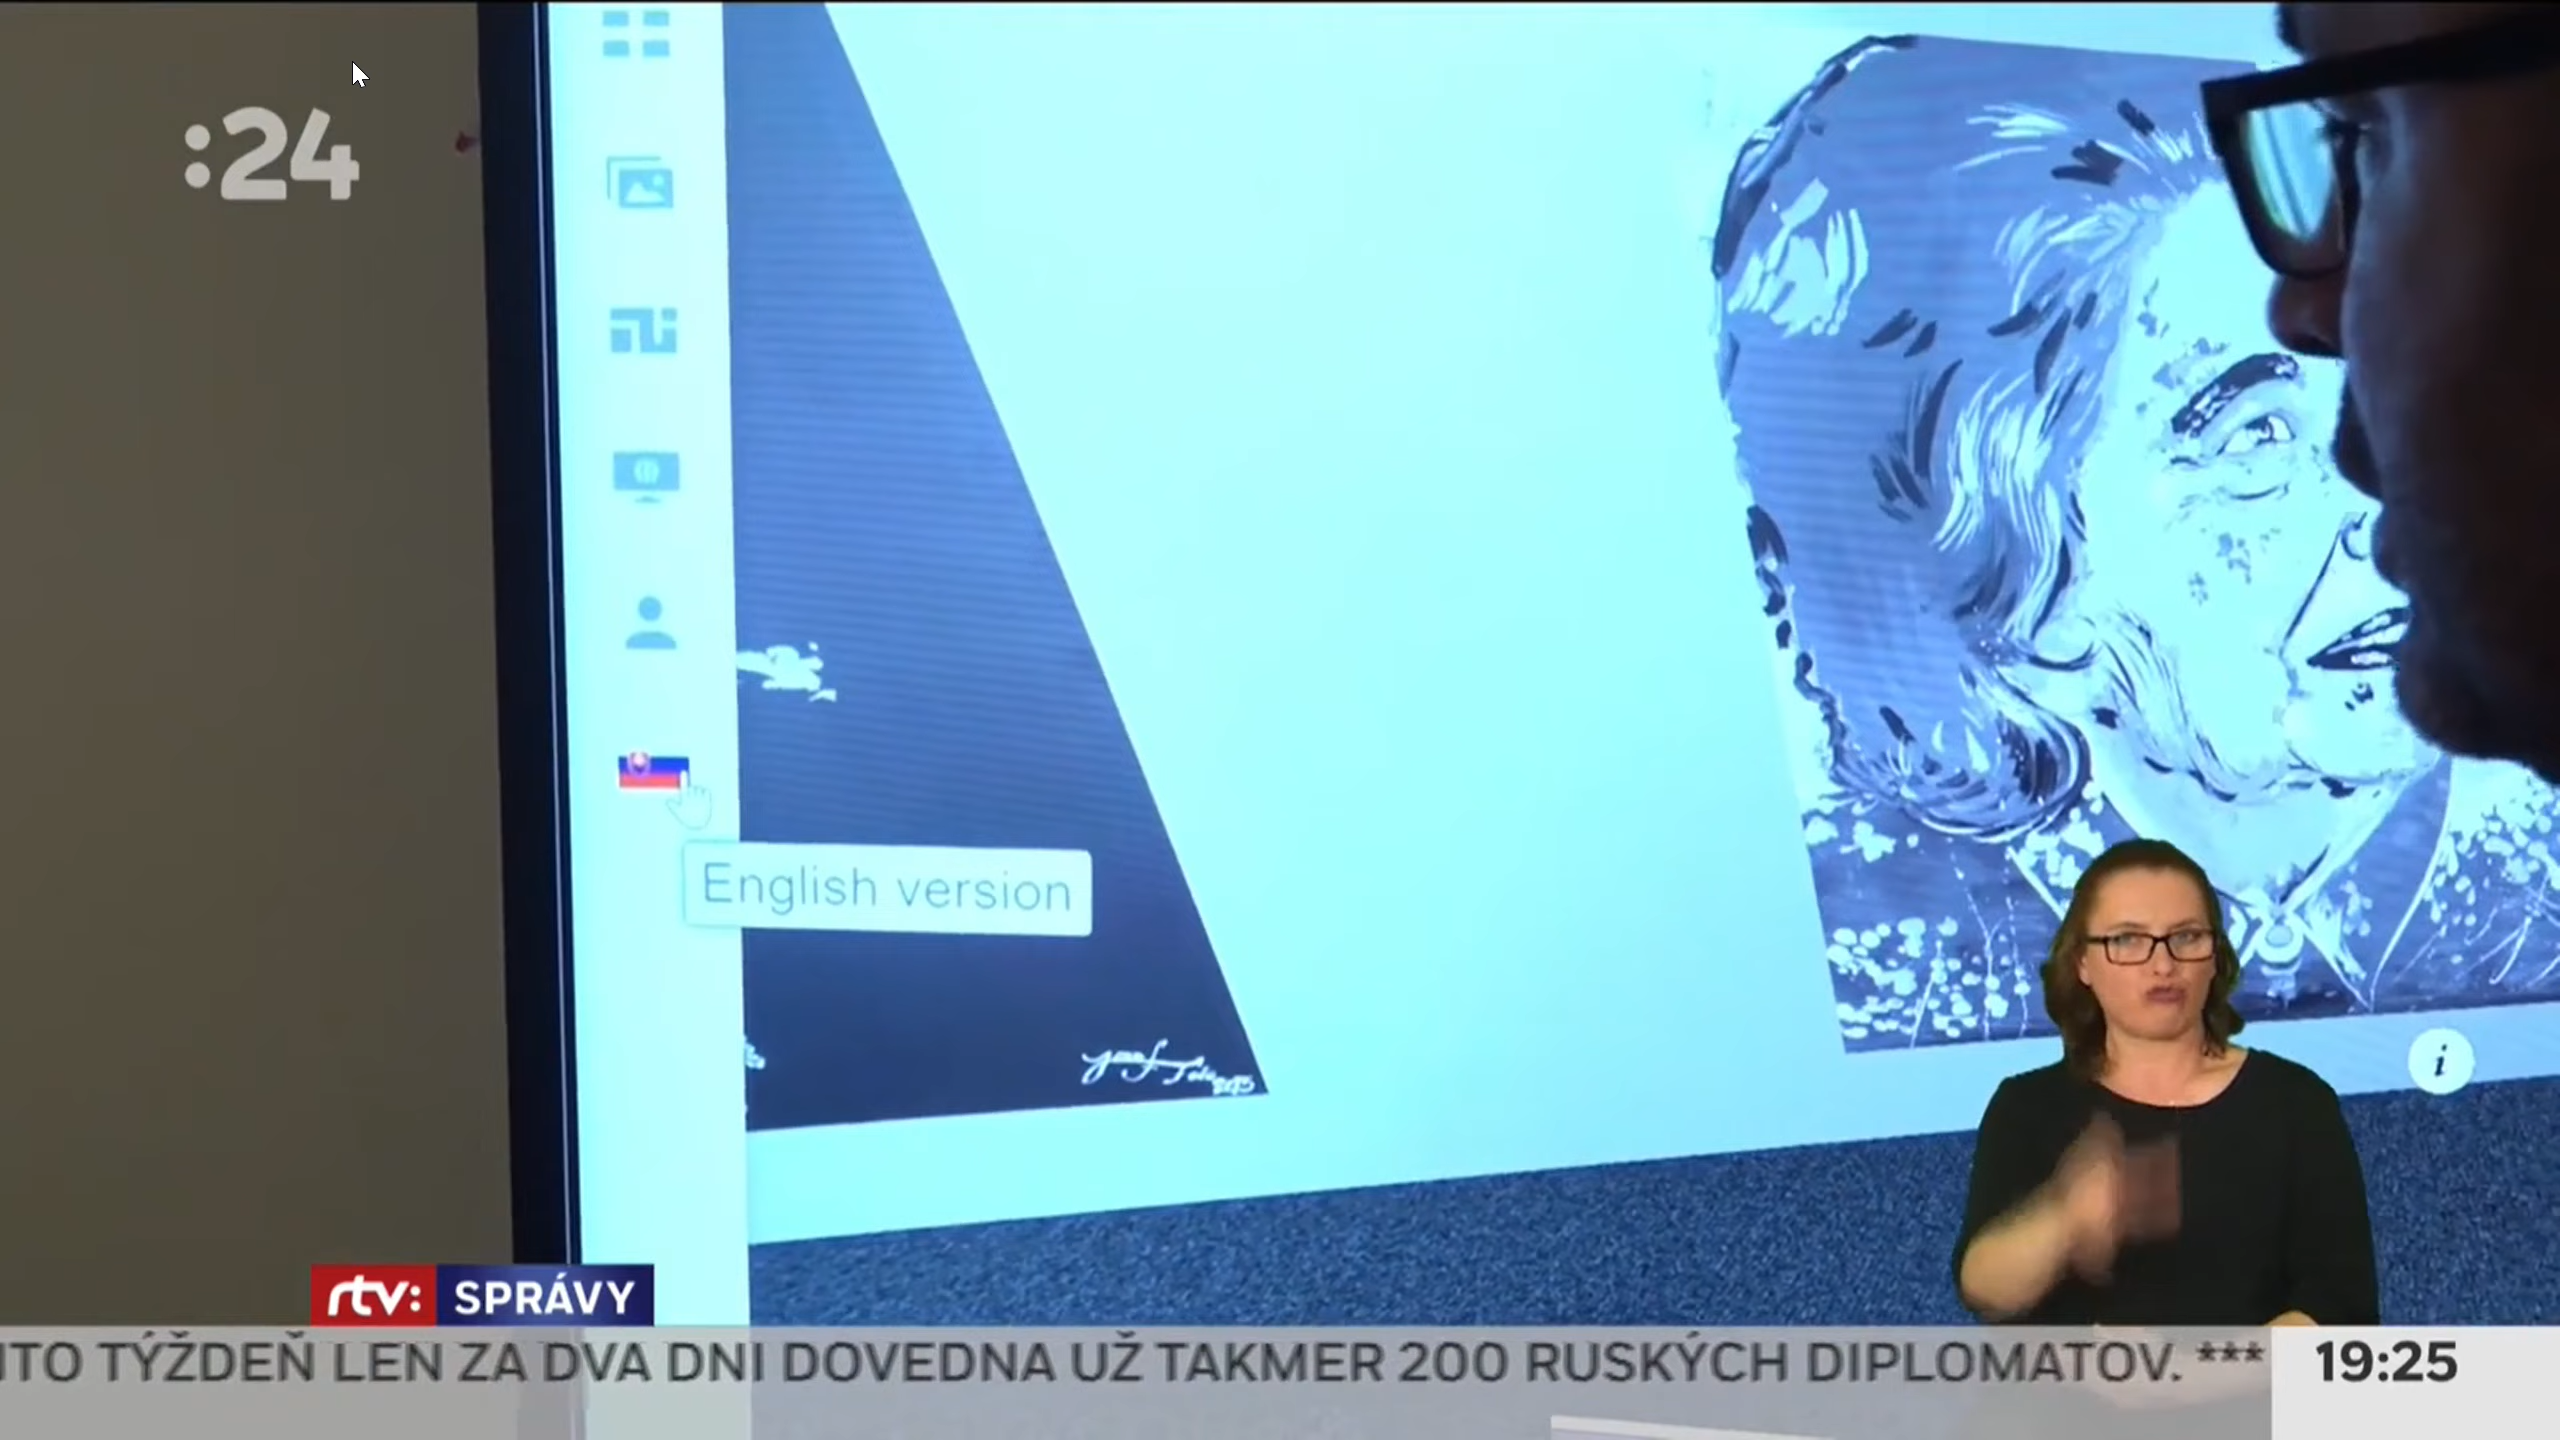 :24
English version
rtv: SPRÁVY
TO TÝŽDEŇ LEN ZA DVA DNI DOVEDNA UŽ TAKMER 200 RUSKÝCH DIPLOMATOV. ***
19:25
i